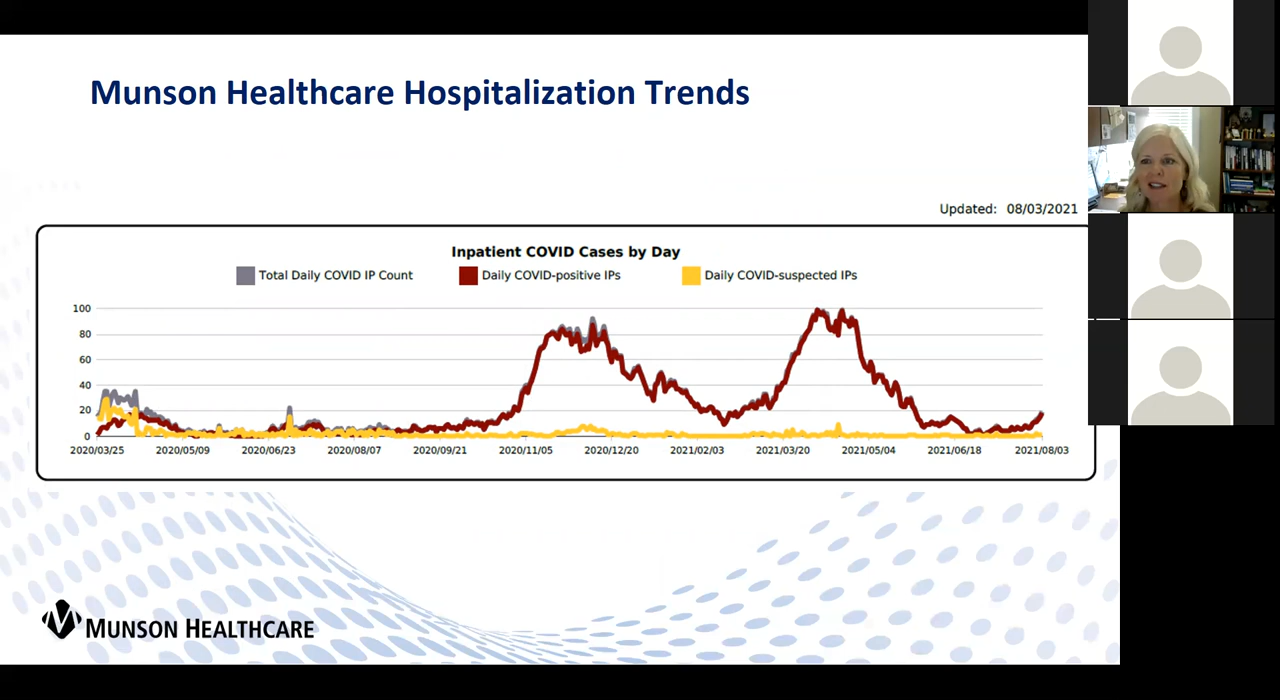 Munson Healthcare Hospitalization Trends
Updated: 08/03/2021
Inpatient COVID Cases by Day
Total Daily COVID IP Count Daily COVID-positive IPs Daily COVID-suspected IPs
100
80
60
40
20
0
2020/03/25 2020/05/09 2020/06/23 2020/08/07 2020/09/21 2020/11/05 2020/12/20 2021/02/03 2021/03/20 2021/05/04 2021/06/18 2021/08/03
MUNSON HEALTHCARE